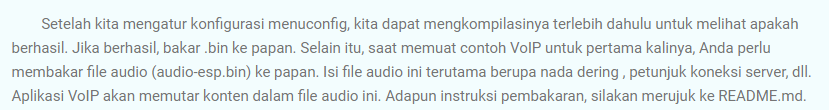 Setelah kita mengatur konfigurasi menuconfig, kita dapat mengkompilasinya terlebih dahulu untuk melihat apakah
berhasil. Jika berhasil, bakar .bin ke papan. Selain itu, saat memuat contoh VoIP untuk pertama kalinya, Anda perlu
membakar file audio (audio-esp.bin) ke papan. Isi file audio ini terutama berupa nada dering , petunjuk koneksi server, dll.
Aplikasi VoIP akan memutar konten dalam file audio ini. Adapun instruksi pembakaran, silakan merujuk ke README.md.